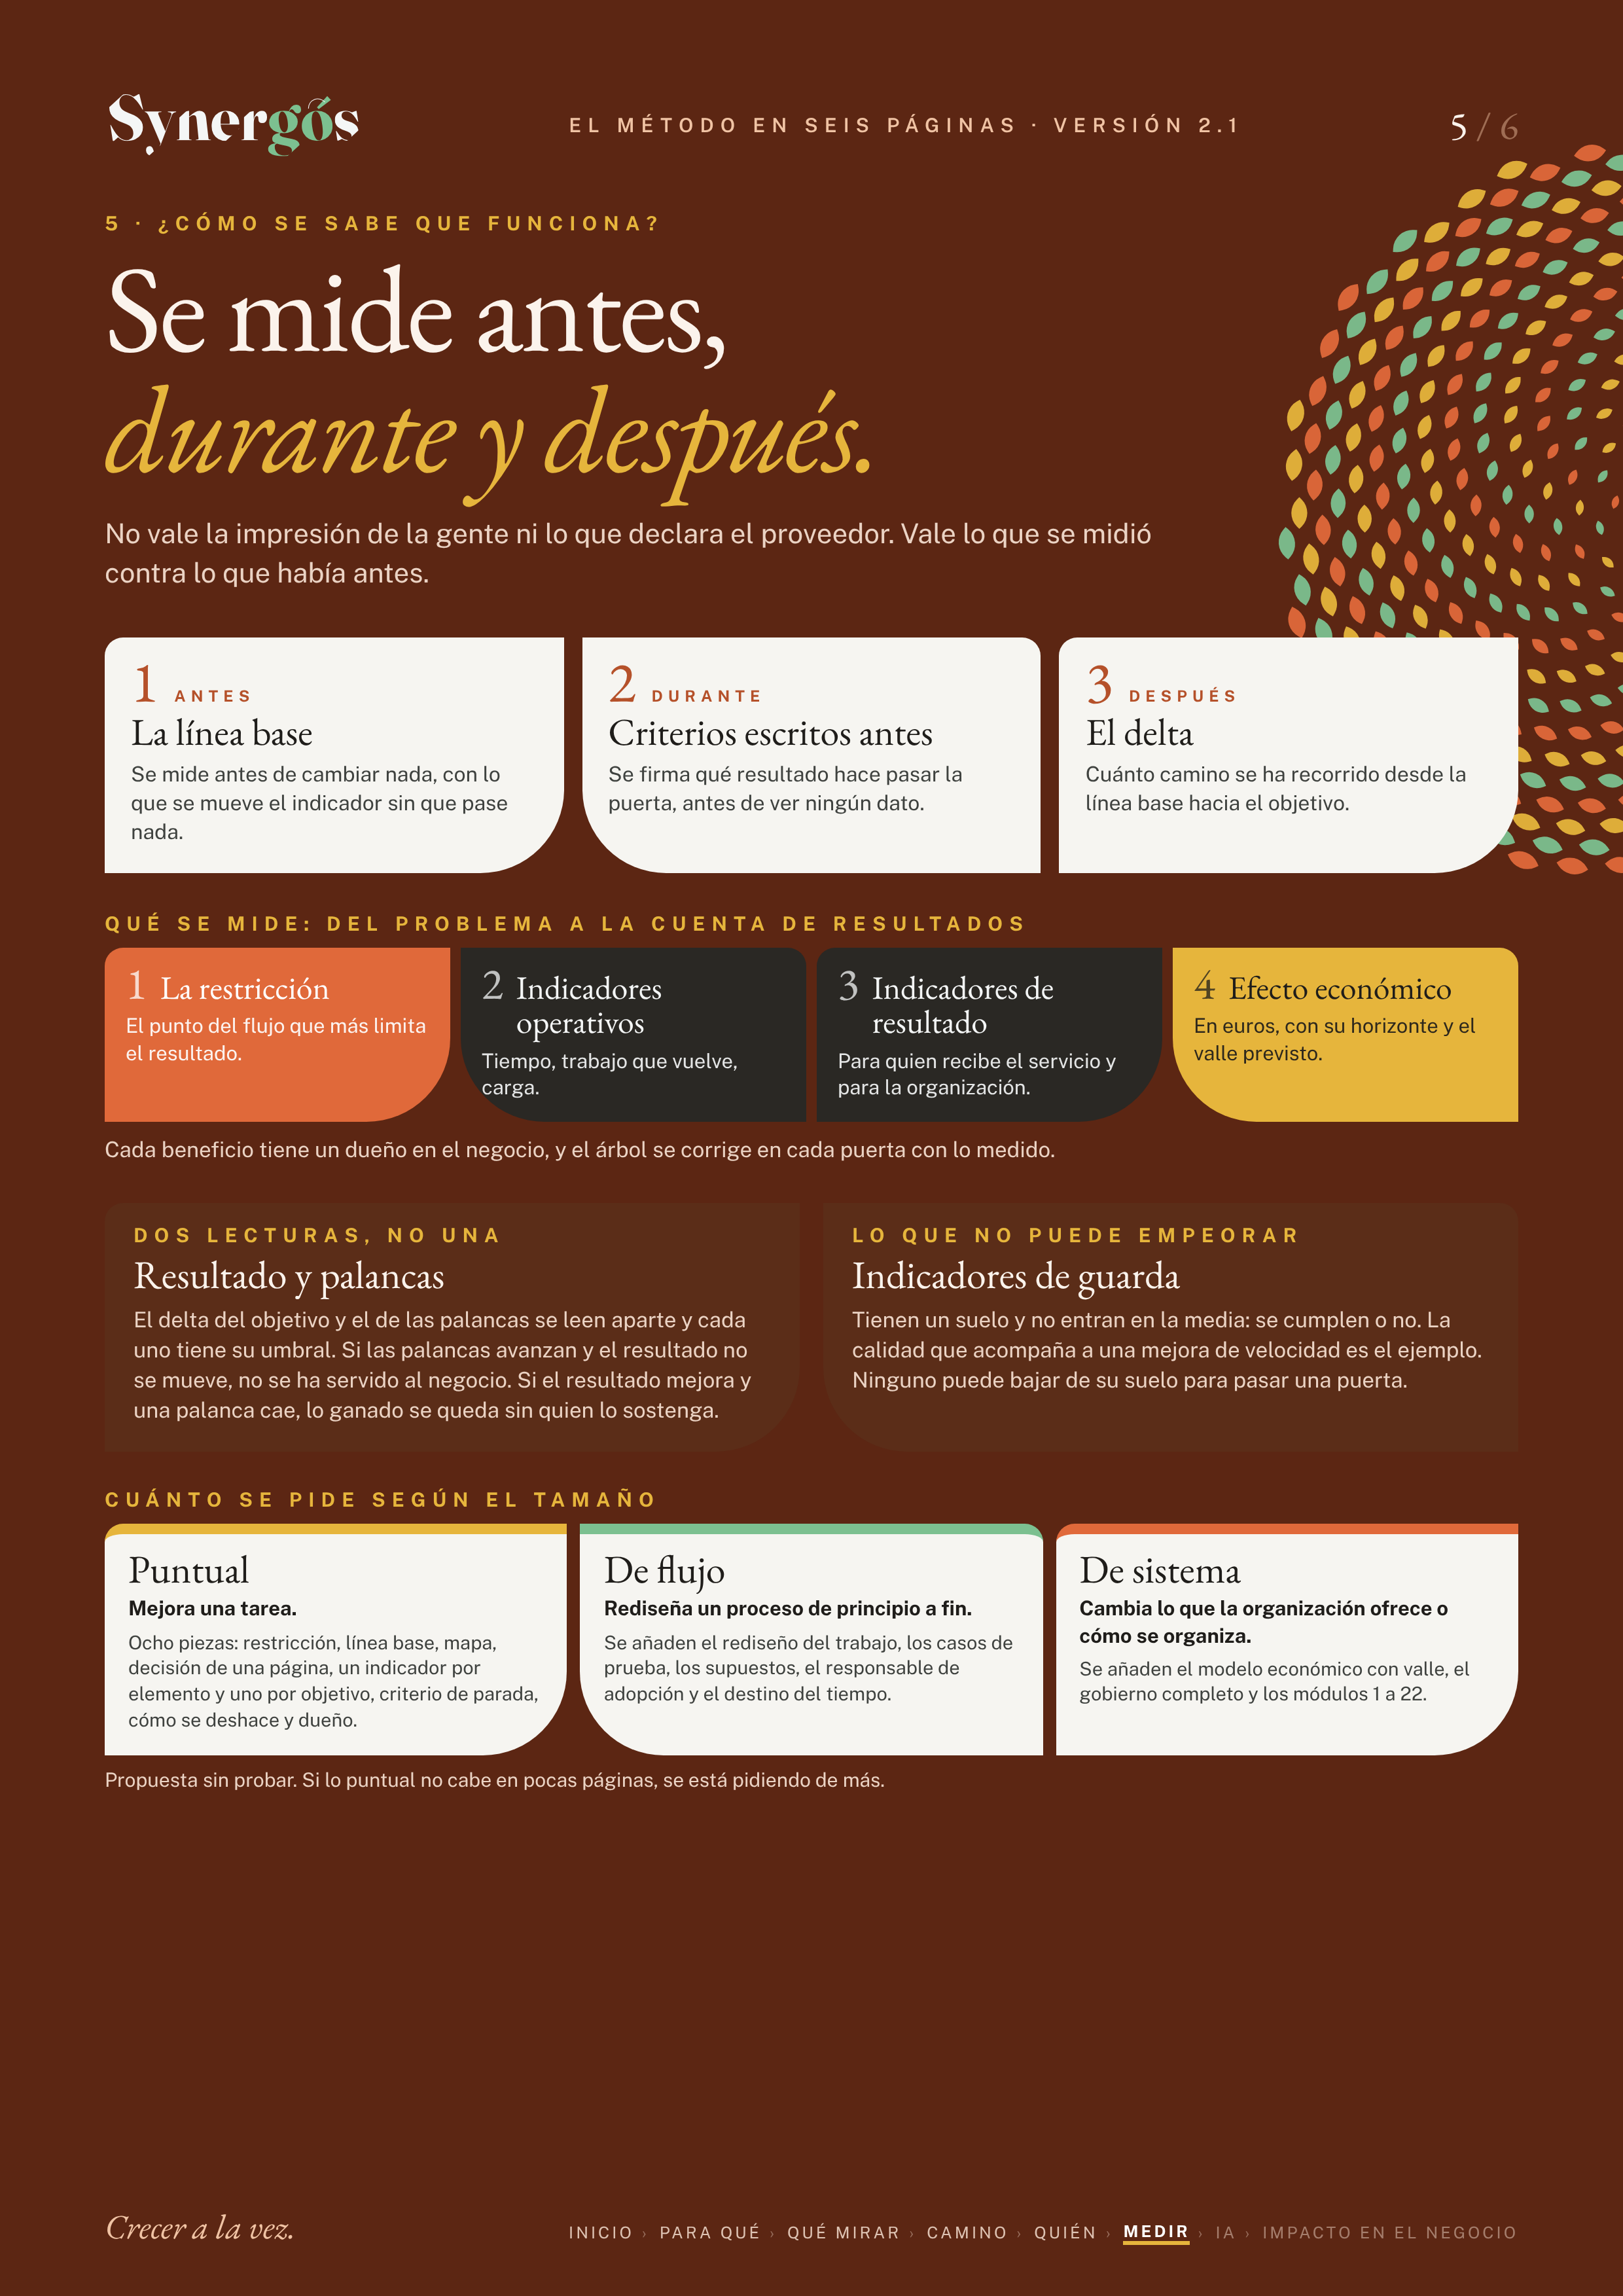 Synergós
EL MÉTODO EN SEIS PÁGINAS · VERSIÓN 2.1
5 / 6
5 · ¿CÓMO SE SABE QUE FUNCIONA?
Se mide antes,
durante y después.
No vale la impresión de la gente ni lo que declara el proveedor. Vale lo que se midió
contra lo que había antes.
1 ANTES
La línea base
Se mide antes de cambiar nada, con lo
que se mueve el indicador sin que pase
nada.
2 DURANTE
Criterios escritos antes
Se firma qué resultado hace pasar la
puerta, antes de ver ningún dato.
3 DESPUÉS
El delta
Cuánto camino se ha recorrido desde la
línea base hacia el objetivo.
QUÉ SE MIDE: DEL PROBLEMA A LA CUENTA DE RESULTADOS
1 La restricción
El punto del flujo que más limita
el resultado.
2 Indicadores
operativos
Tiempo, trabajo que vuelve,
carga.
3 Indicadores de
resultado
Para quien recibe el servicio y
para la organización.
4 Efecto económico
En euros, con su horizonte y el
valle previsto.
Cada beneficio tiene un dueño en el negocio, y el árbol se corrige en cada puerta con lo medido.
DOS LECTURAS, NO UNA
Resultado y palancas
El delta del objetivo y el de las palancas se leen aparte y cada
uno tiene su umbral. Si las palancas avanzan y el resultado no
se mueve, no se ha servido al negocio. Si el resultado mejora y
una palanca cae, lo ganado se queda sin quien lo sostenga.
LO QUE NO PUEDE EMPEORAR
Indicadores de guarda
Tienen un suelo y no entran en la media: se cumplen o no. La
calidad que acompaña a una mejora de velocidad es el ejemplo.
Ninguno puede bajar de su suelo para pasar una puerta.
CUÁNTO SE PIDE SEGÚN EL TAMAÑO
Puntual
Mejora una tarea.
Ocho piezas: restricción, línea base, mapa,
decisión de una página, un indicador por
elemento y uno por objetivo, criterio de parada,
cómo se deshace y dueño.
De flujo
Rediseña un proceso de principio a fin.
Se añaden el rediseño del trabajo, los casos de
prueba, los supuestos, el responsable de
adopción y el destino del tiempo.
De sistema
Cambia lo que la organización ofrece o
cómo se organiza.
Se añaden el modelo económico con valle, el
gobierno completo y los módulos 1 a 22.
Propuesta sin probar. Si lo puntual no cabe en pocas páginas, se está pidiendo de más.
Crecer a la vez.
INICIO › PARA QUÉ › QUÉ MIRAR › CAMINO › QUIÉN › MEDIR › IA › IMPACTO EN EL NEGOCIO